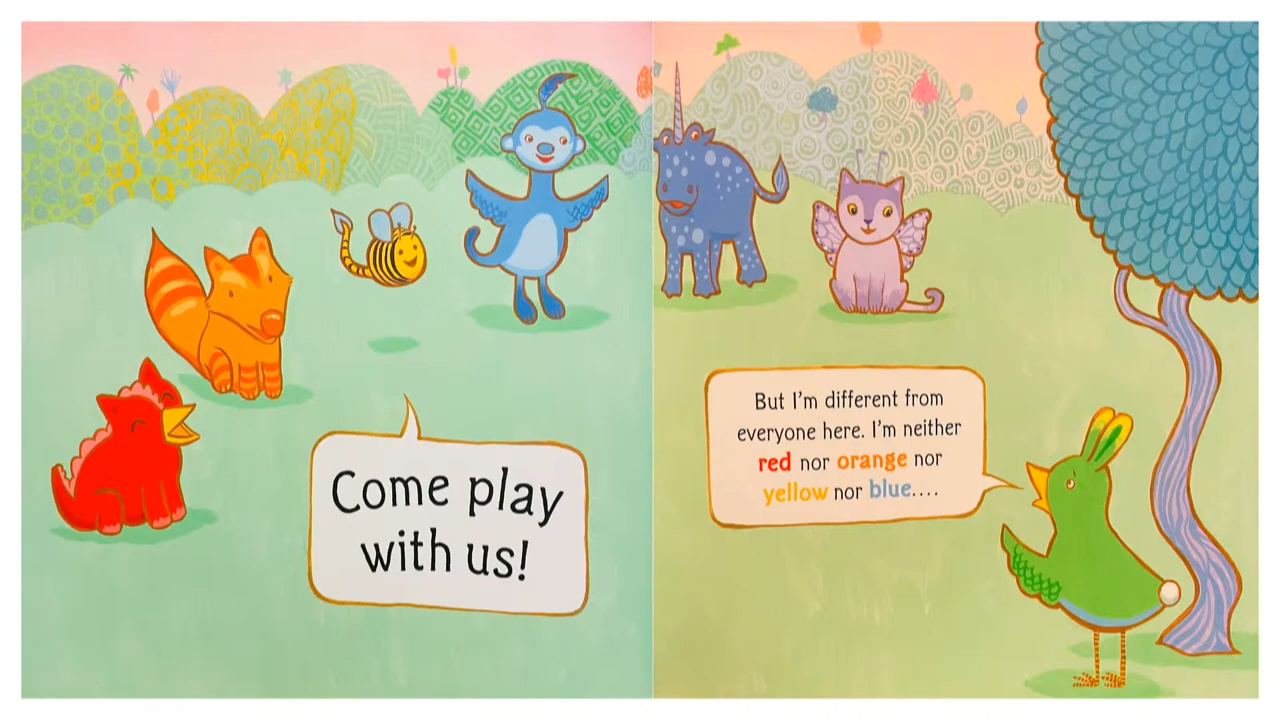 Come play
with us!
But I'm different from
everyone here. I'm neither
red nor orange nor
yellow nor blue....